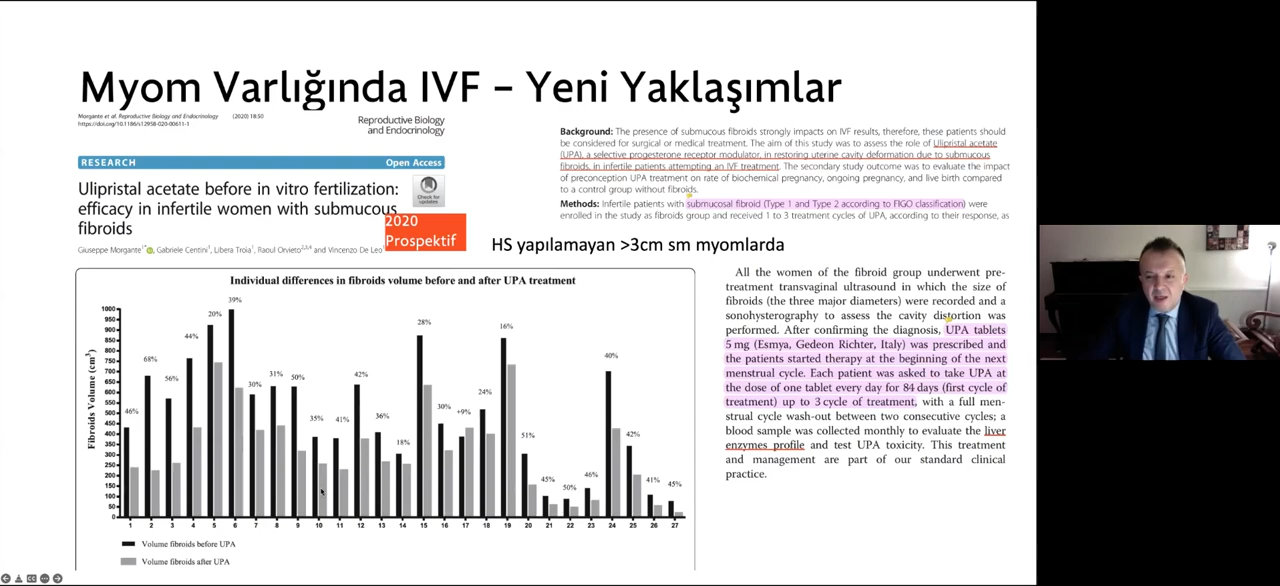 Myom Varlığında IVF – Yeni Yaklaşımlar
Morgante et al. Reproductive Biology and Endocrinology (2020) 18:50
https://doi.org/10.1186/s12958-020-00611-1
Reproductive Biology
and Endocrinology
RESEARCH
Open Access
Ulipristal acetate before in vitro fertilization:
efficacy in infertile women with submucous
fibroids
Check for
updates
2020
Prospektif
Giuseppe Morgante1*, Gabriele Centini1, Libera Troia1, Raoul Orvieto2,3,4 and Vincenzo De Leo
Background: The presence of submucous fibroids strongly impacts on IVF results, therefore, these patients should
be considered for surgical or medical treatment. The aim of this study was to assess the role of Ulipristal acetate
(UPA), a selective progesterone receptor modulator, in restoring uterine cavity deformation due to submucous
fibroids, in infertile patients attempting an IVF treatment. The secondary study outcome was to evaluate the impact
of preconception UPA treatment on rate of biochemical pregnancy, ongoing pregnancy, and live birth compared
to a control group without fibroids.
Methods: Infertile patients with submucosal fibroid (Type 1 and Type 2 according to FIGO classification) were
enrolled in the study as fibroids group and received 1 to 3 treatment cycles of UPA, according to their response, as
HS yapılamayan >3cm sm myomlarda
Individual differences in fibroids volume before and after UPA treatment
Fibroids Volume (cm3)
1000
950
900
850
800
750
700
650
600
550
500
450
400
350
300
250
200
150
100
50
0
46% 68% 56% 44% 20% 39% 30% 31% 50% 35% 41% 42% 36% 18% 28% 30% +9% 24% 16% 51% 45% 50% 46% 40% 42% 41% 45%
1 2 3 4 5 6 7 8 9 10 11 12 13 14 15 16 17 18 19 20 21 22 23 24 25 26 27
Volume fibroids before UPA
Volume fibroids after UPA
All the women of the fibroid group underwent pre-
treatment transvaginal ultrasound in which the size of
fibroids (the three major diameters) were recorded and a
sonohysterography to assess the cavity distortion was
performed. After confirming the diagnosis, UPA tablets
5 mg (Esmya, Gedeon Richter, Italy) was prescribed and
the patients started therapy at the beginning of the next
menstrual cycle. Each patient was asked to take UPA at
the dose of one tablet every day for 84 days (first cycle of
treatment) up to 3 cycle of treatment, with a full men-
strual cycle wash-out between two consecutive cycles; a
blood sample was collected monthly to evaluate the liver
enzymes profile and test UPA toxicity. This treatment
and management are part of our standard clinical
practice.